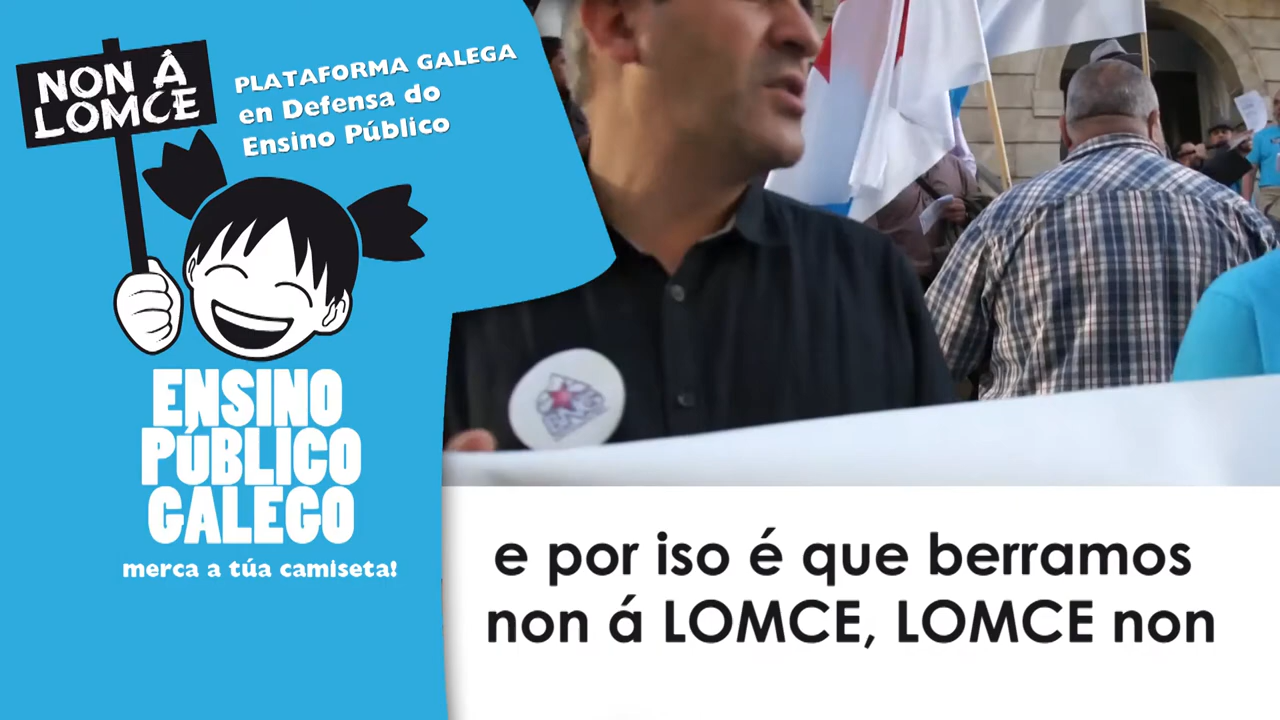 NON Á
LOMCE
PLATAFORMA GALEGA
en Defensa do
Ensino Público
ENSINO
PÚBLICO
GALEGO
merca a túa camiseta!
e por iso é que berramos
non á LOMCE, LOMCE non